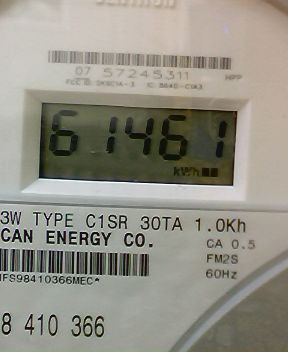 07 57245311
HPP
61461
kWh
3W TYPE C1SR 30TA 1.0Kh
CAN ENERGY CO.
CA 0.5
FM2S
60Hz
8 410 366